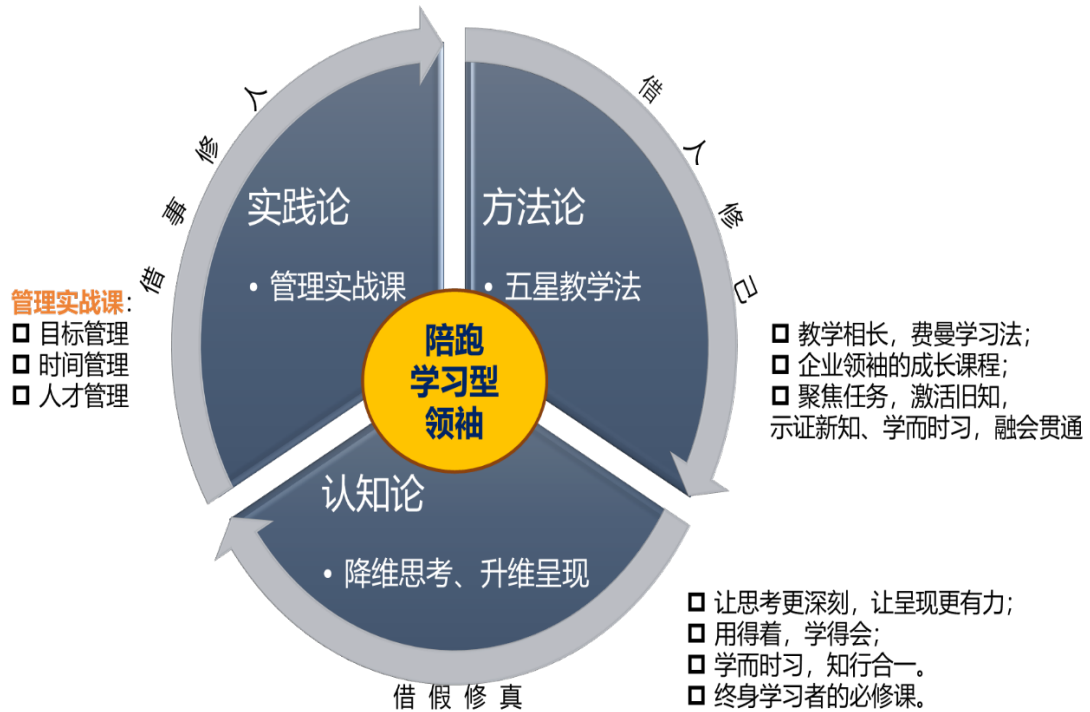 借事修人
借人修己
实践论
• 管理实战课
方法论
• 五星教学法
陪跑
学习型
领袖
认知论
• 降维思考、升维呈现
借假修真
管理实战课：
目标管理
时间管理
人才管理
教学相长，费曼学习法；
企业领袖的成长课程；
聚焦任务，激活旧知，
示证新知、学而时习，融会贯通
让思考更深刻，让呈现更有力；
用得着，学得会；
学而时习，知行合一。
终身学习者的必修课。